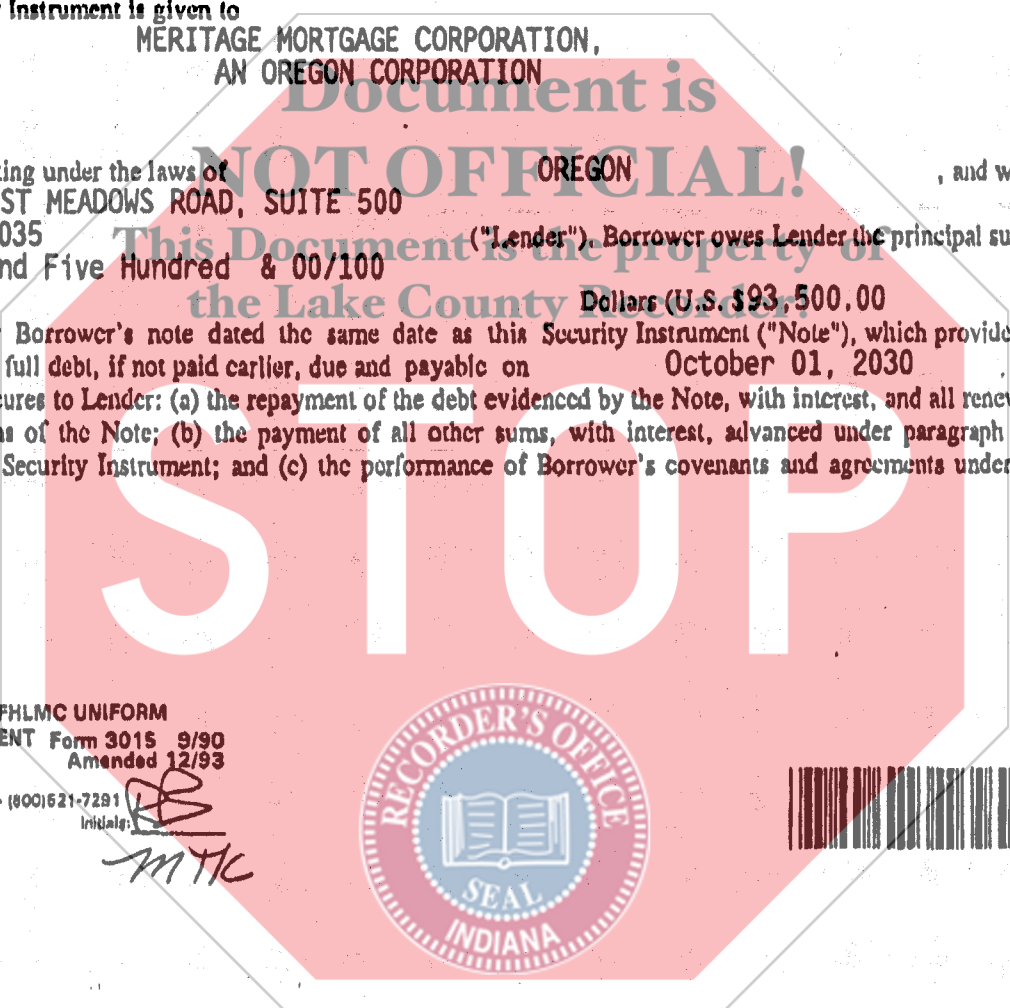 Instrument is given to
MERITAGE MORTGAGE CORPORATION,
AN OREGON CORPORATION
Document is
NOT OFFICIAL!
This Document is the property of
the Lake County Recorder!
ing under the laws of OREGON , and w
ST MEADOWS ROAD, SUITE 500
035 ("Lender"). Borrower owes Lender the principal su
nd Five Hundred & 00/100
Dollars (U.S. $93,500.00
Borrower's note dated the same date as this Security Instrument ("Note"), which provide
full debt, if not paid earlier, due and payable on October 01, 2030 .
ures to Lender: (a) the repayment of the debt evidenced by the Note, with interest, and all renew
s of the Note; (b) the payment of all other sums, with interest, advanced under paragraph
Security Instrument; and (c) the performance of Borrower's covenants and agreements under
STOP
FHLMC UNIFORM
ENT Form 3015 9/90
Amended 12/93
- (800)521-7291
Initials:
RECORDER'S OFFICE
SEAL
INDIANA